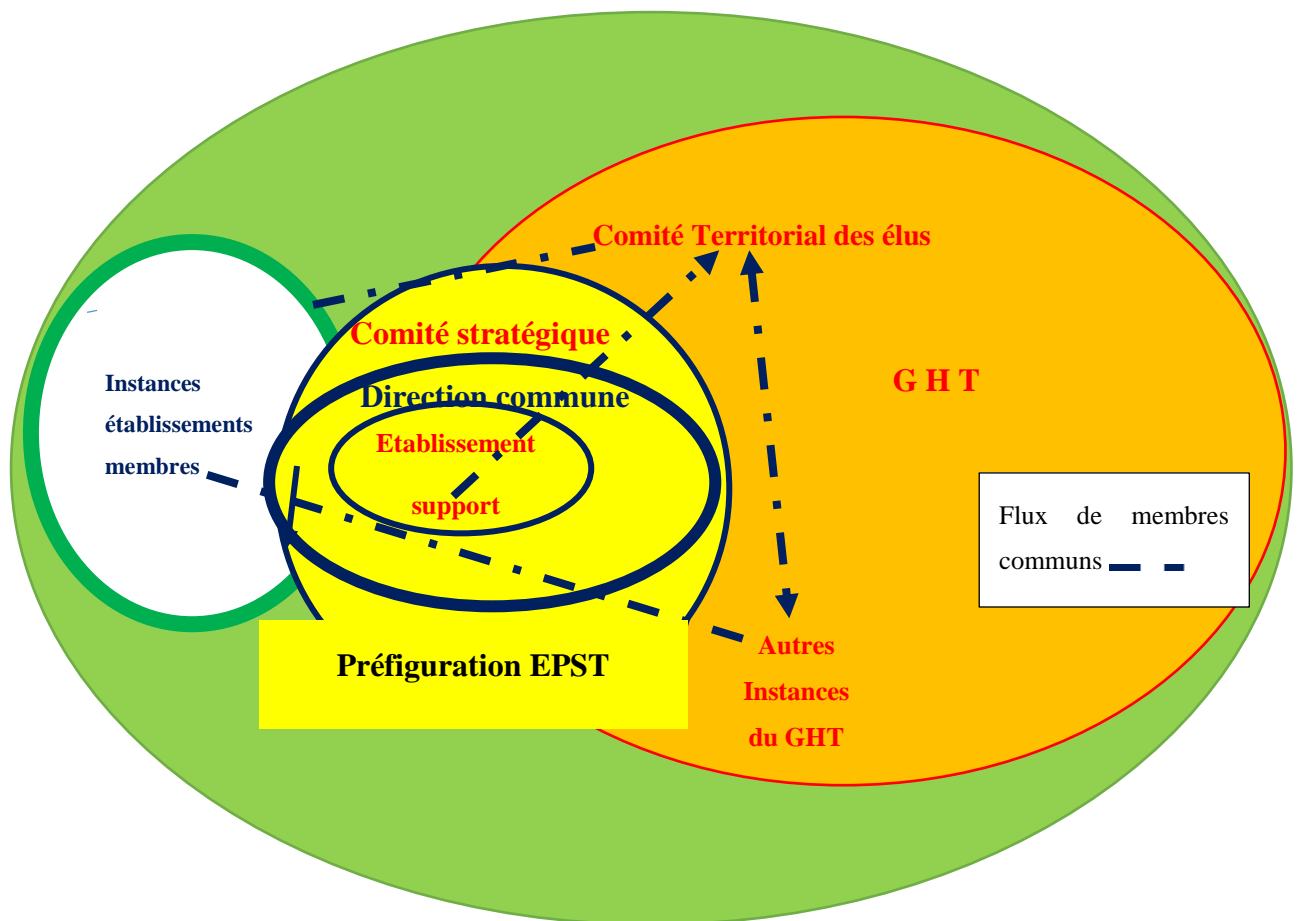 Comité Territorial des élus
Comité stratégique
G H T
Instances
établissements
membres
Direction commune
Etablissement
support
Flux de membres
communs
Préfiguration EPST
Autres
Instances
du GHT